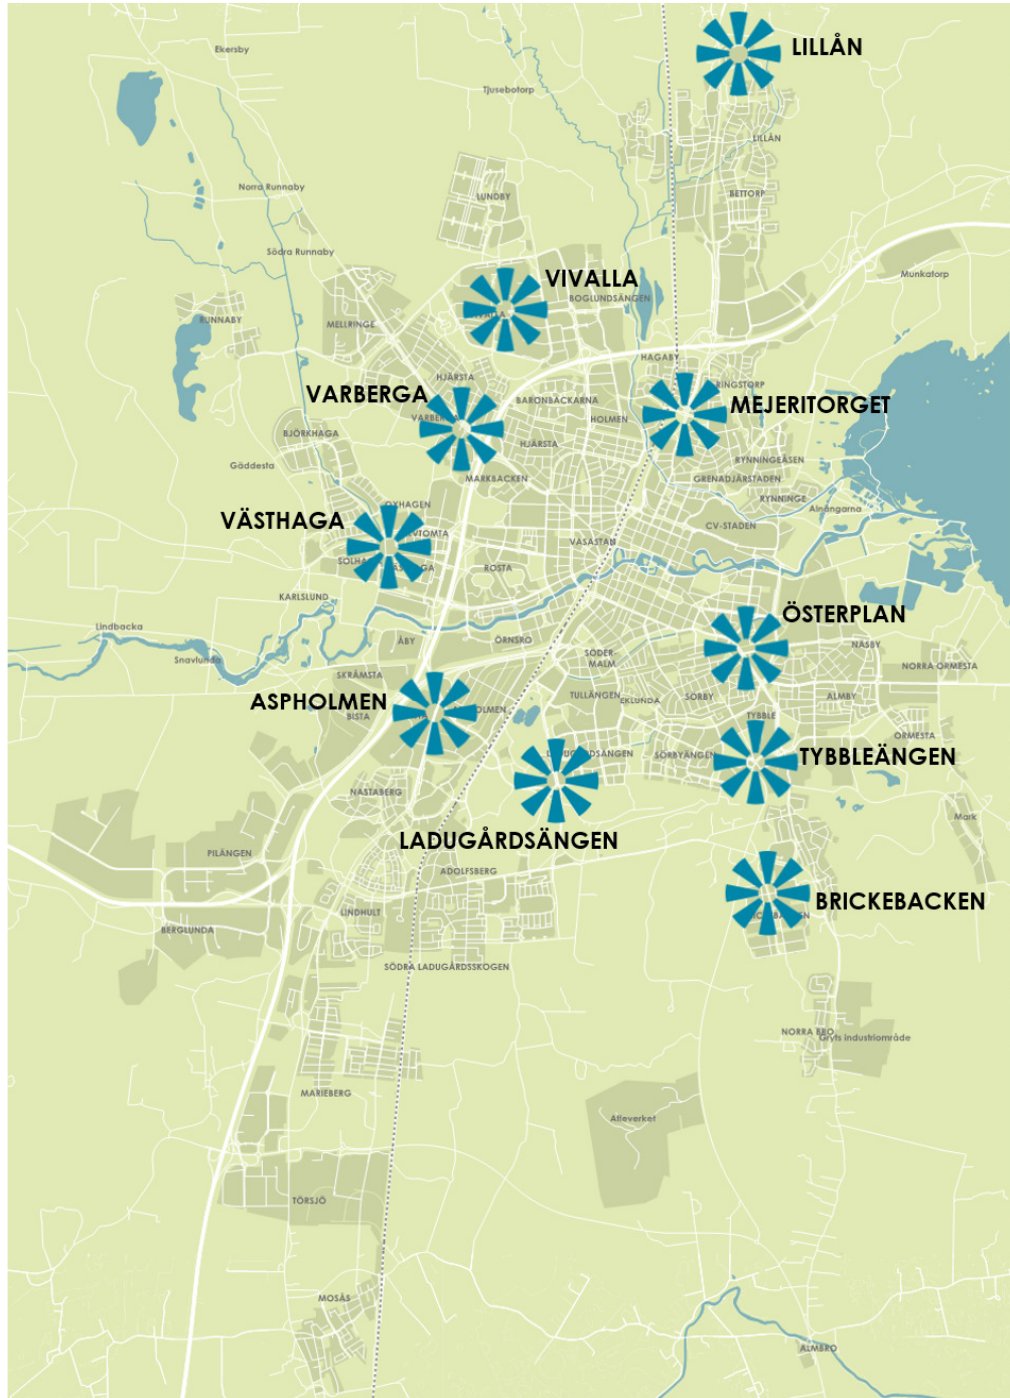 LILLÅN
Ekersby
Tjusebotorp
LILLÅN
Norra Runnaby
LUNDBY
BETTORP
Södra Runnaby
Munkatorp
VIVALLA
BOGLUNDSÄNGEN
RUNNABY
MELLRINGE
HAGABY
HJÄRSTA
RINGSTORP
VARBERGA
BARONBACKARNA
MEJERITORGET
HOLMEN
BJÖRKHAGA
HJÄRSTA
Gäddesta
RYNNINGEÅSEN
MARKBACKEN
GRENADJÄRSTADEN
RYNNINGE
OXHAGEN
Alnängarna
VÄSTHAGA
CV-STADEN
VASASTAN
ROSTA
KARLSLUND
ÖSTERPLAN
Lindbacka
ÅBY
ÖRNSRO
NÄSBY
Snavlunda
SÖDER-
MALM
NORRA ORMESTA
SKRÄMSTA
ASPHOLMEN
TULLÄNGEN
EKLUNDA
SÖRBY
ALMBY
BISTA
TYBBLE
ORMESTA
SÖRBYÄNGEN
TYBBLEÄNGEN
NASTABERG
Mark
LADUGÅRDSÄNGEN
PILÄNGEN
ADOLFSBERG
BRICKEBACKEN
LINDHULT
BERGLUNDA
SÖDRA LADUGÅRDSSKOGEN
NORRA BRO
Gryts industriområde
MARIEBERG
Atleverket
TÖRSJÖ
MOSÅS
ALMBRO